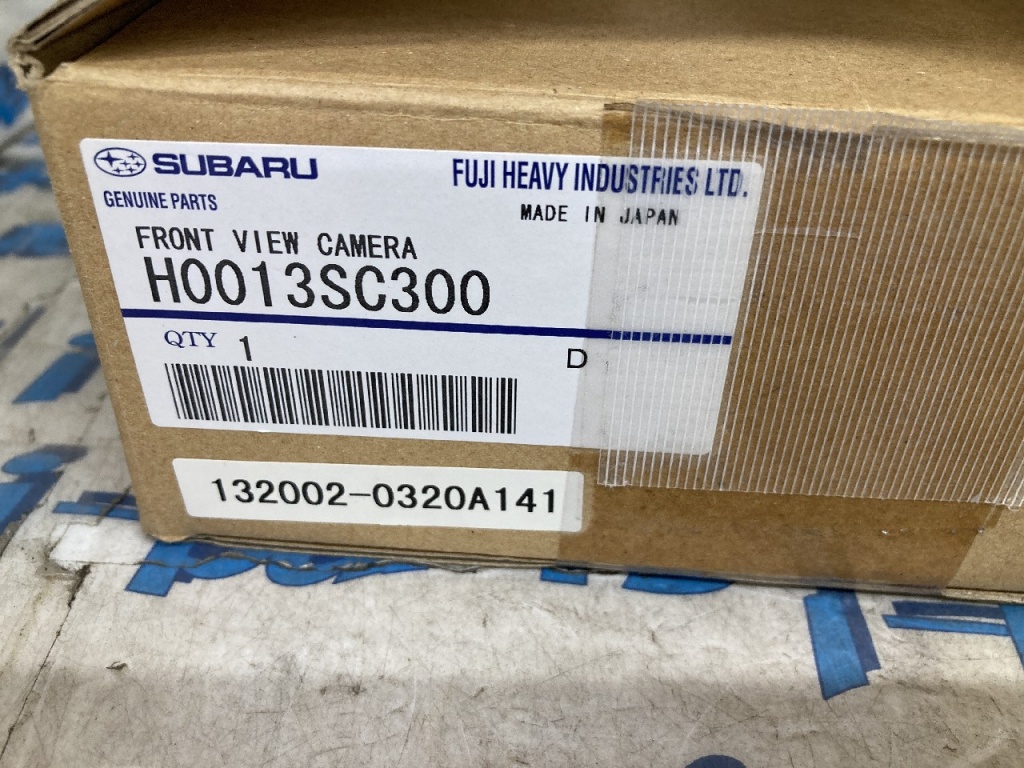 SUBARU
FUJI HEAVY INDUSTRIES LTD.
GENUINE PARTS
MADE IN JAPAN
FRONT VIEW CAMERA
H0013SC300
QTY 1
D
132002-0320A141